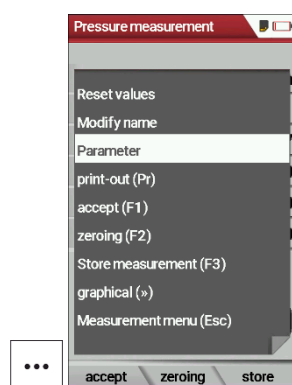 Pressure measurement
Reset values
Modify name
Parameter
print-out (Pr)
accept (F1)
zeroing (F2)
Store measurement (F3)
graphical (»)
Measurement menu (Esc)
...
accept zeroing store